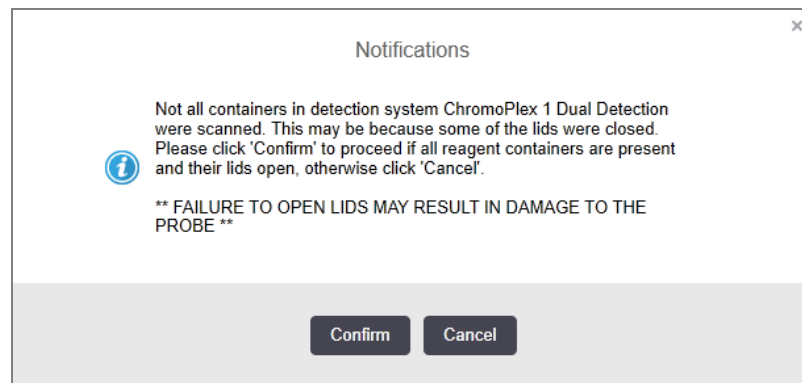 ×
Notifications
Not all containers in detection system ChromoPlex 1 Dual Detection
were scanned. This may be because some of the lids were closed.
Please click 'Confirm' to proceed if all reagent containers are present
and their lids open, otherwise click 'Cancel'.
** FAILURE TO OPEN LIDS MAY RESULT IN DAMAGE TO THE
PROBE **
Confirm Cancel